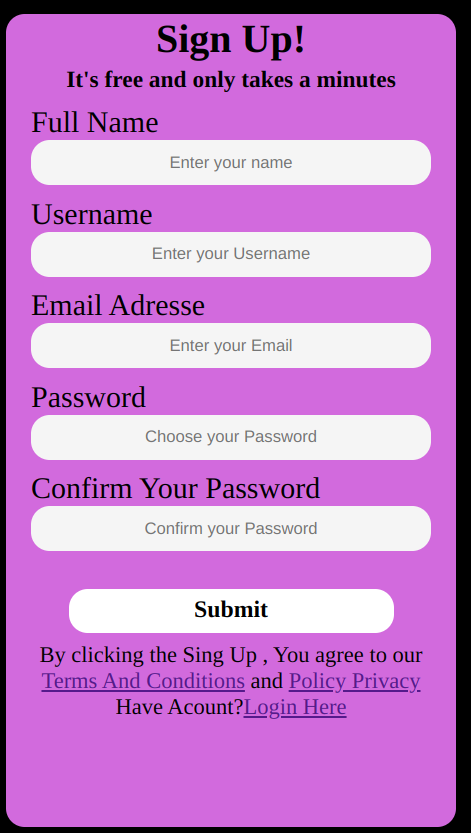 Sign Up!
It's free and only takes a minutes
Full Name
Enter your name
Username
Enter your Username
Email Adresse
Enter your Email
Password
Choose your Password
Confirm Your Password
Confirm your Password
Submit
By clicking the Sing Up , You agree to our
Terms And Conditions and Policy Privacy
Have Acount?Login Here